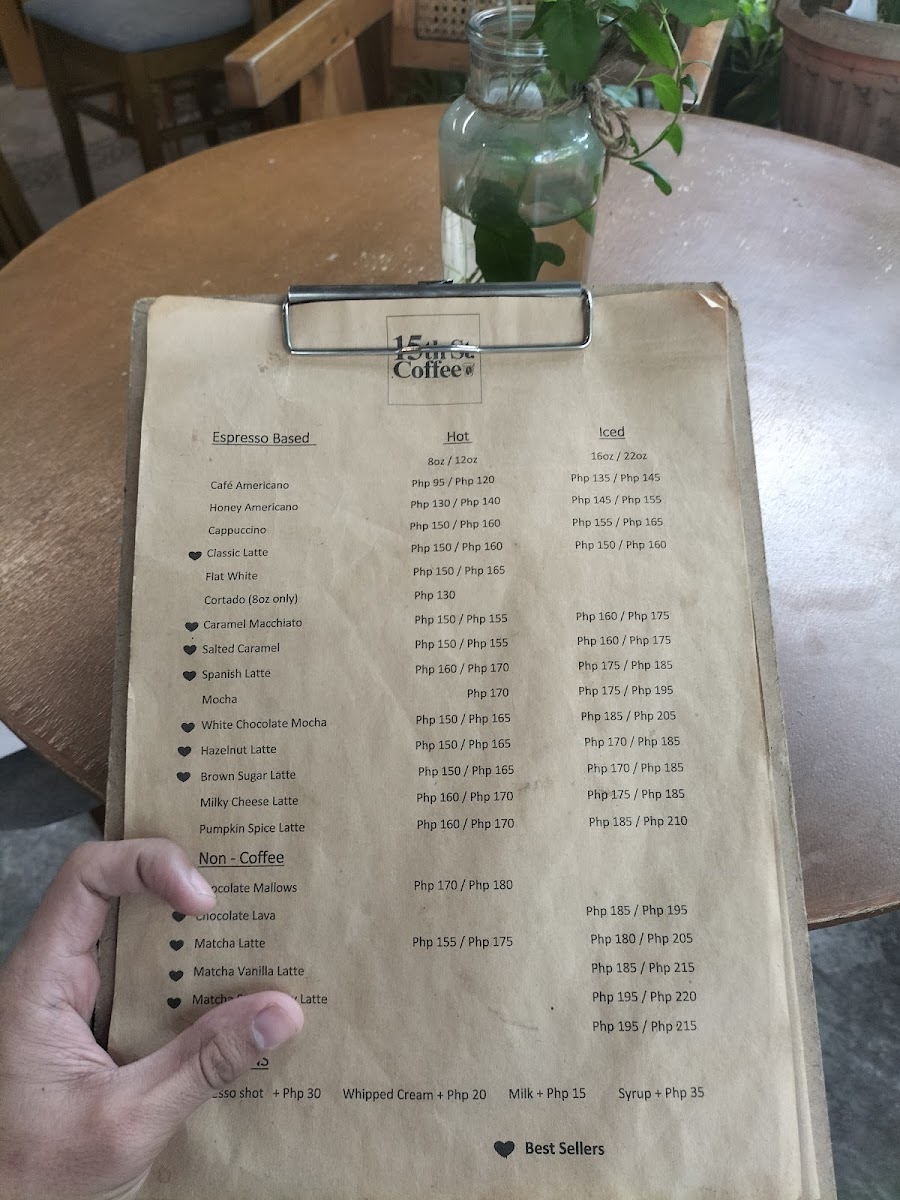 15th St.
Coffee
Espresso Based Hot Iced
8oz / 12oz 16oz / 22oz
Café Americano Php 95 / Php 120 Php 135 / Php 145
Honey Americano Php 130 / Php 140 Php 145 / Php 155
Cappuccino Php 150 / Php 160 Php 155 / Php 165
Classic Latte Php 150 / Php 160 Php 150 / Php 160
Flat White Php 150 / Php 165
Cortado (8oz only) Php 130
Caramel Macchiato Php 150 / Php 155 Php 160 / Php 175
Salted Caramel Php 150 / Php 155 Php 160 / Php 175
Spanish Latte Php 160 / Php 170 Php 175 / Php 185
Mocha Php 170 Php 175 / Php 195
White Chocolate Mocha Php 150 / Php 165 Php 185 / Php 205
Hazelnut Latte Php 150 / Php 165 Php 170 / Php 185
Brown Sugar Latte Php 150 / Php 165 Php 170 / Php 185
Milky Cheese Latte Php 160 / Php 170 Php 175 / Php 185
Pumpkin Spice Latte Php 160 / Php 170 Php 185 / Php 210
Non - Coffee
Mallows Php 170 / Php 180
Chocolate Lava Php 185 / Php 195
Matcha Latte Php 155 / Php 175 Php 180 / Php 205
Matcha Vanilla Latte Php 185 / Php 215
Matcha Latte Php 195 / Php 220
Php 195 / Php 215
shot + Php 30 Whipped Cream + Php 20 Milk + Php 15 Syrup + Php 35
Best Sellers